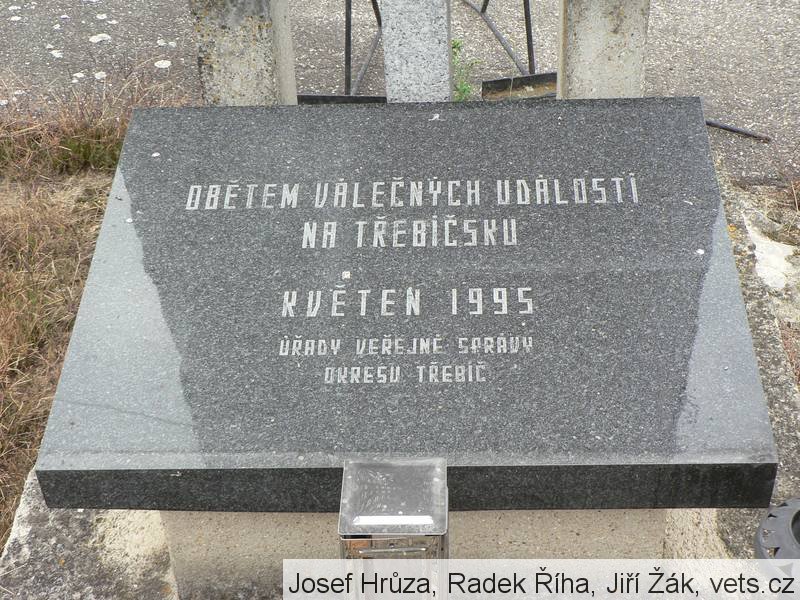 OBĚTEM VÁLEČNÝCH UDÁLOSTÍ
NA TŘEBÍČSKU
KVĚTEN 1995
ÚŘADY VEŘEJNÉ SPRÁVY
OKRESU TŘEBÍČ
Josef Hrůza, Radek Říha, Jiří Žák, vets.cz